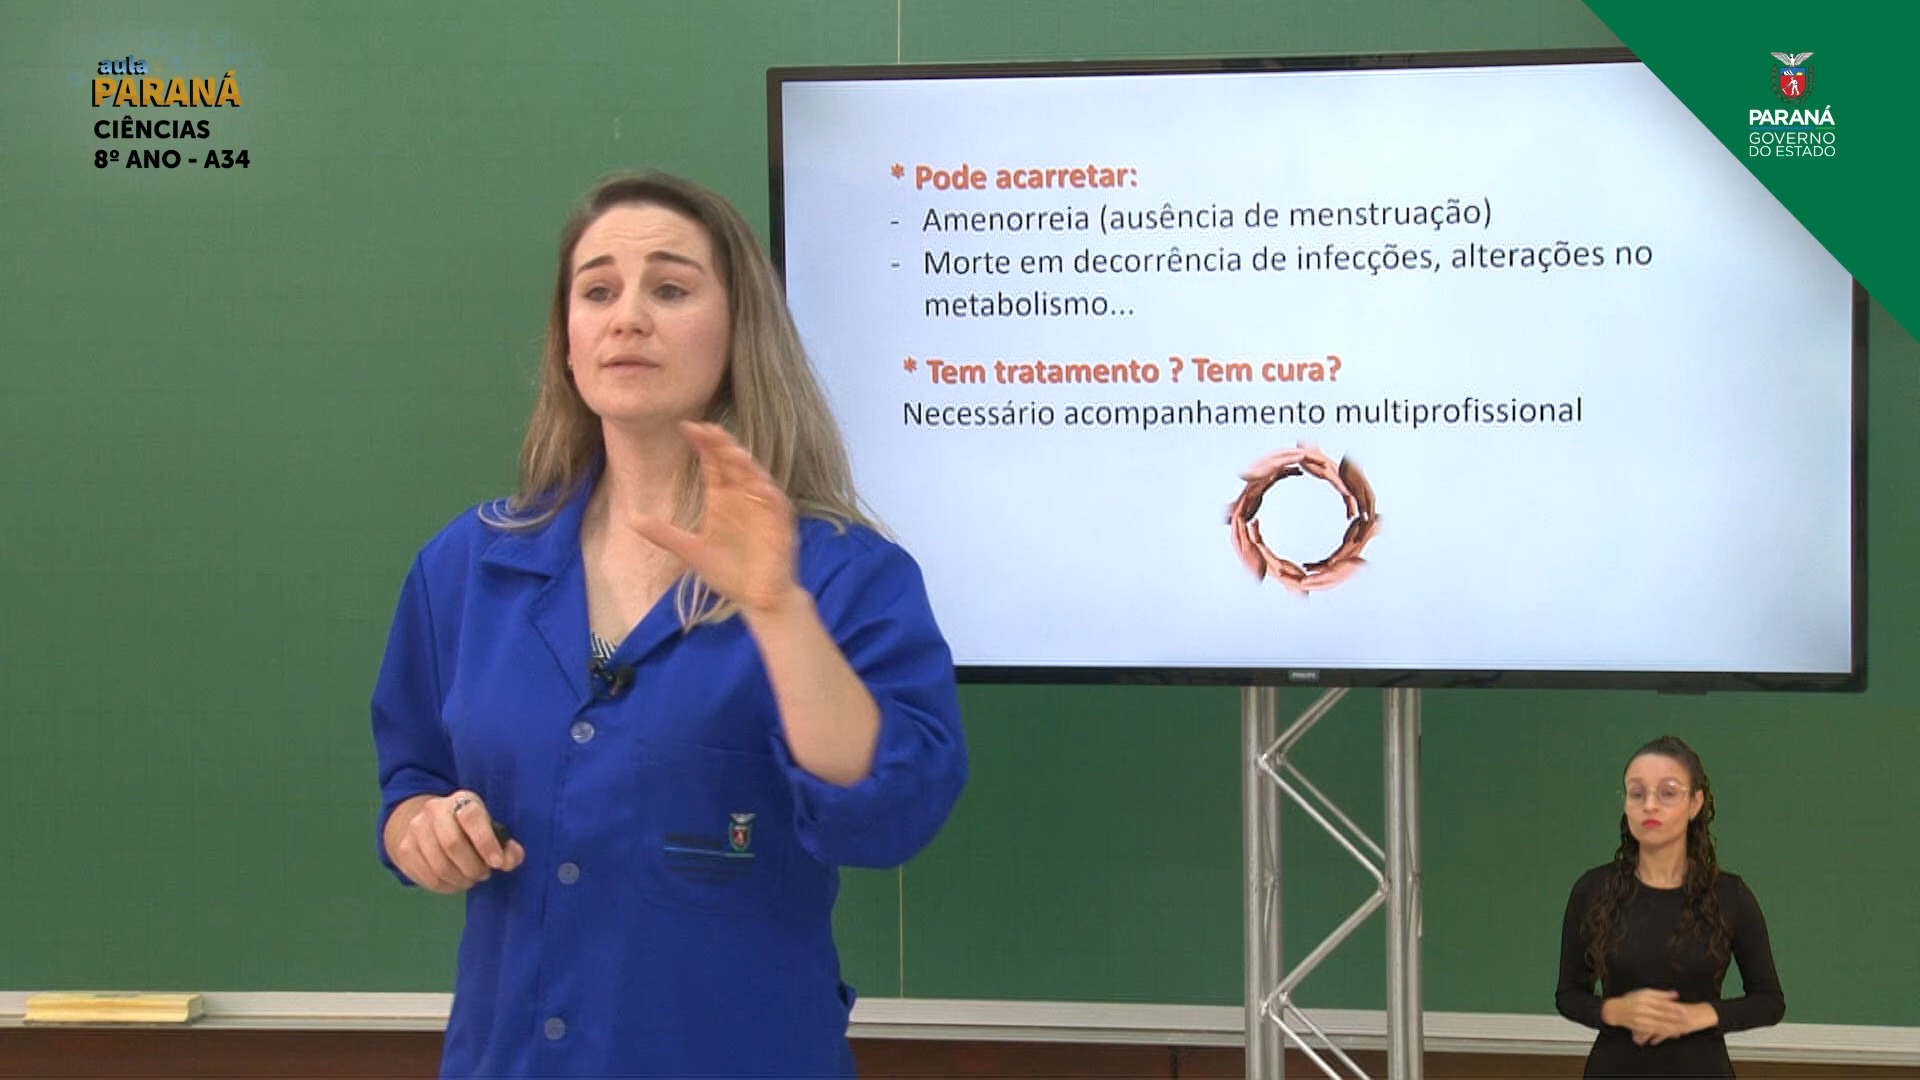 aula
PARANÁ
CIÊNCIAS
8º ANO - A34
PARANÁ
GOVERNO
DO ESTADO
* Pode acarretar:
- Amenorreia (ausência de menstruação)
- Morte em decorrência de infecções, alterações no
metabolismo...
* Tem tratamento ? Tem cura?
Necessário acompanhamento multiprofissional
PHILIPS